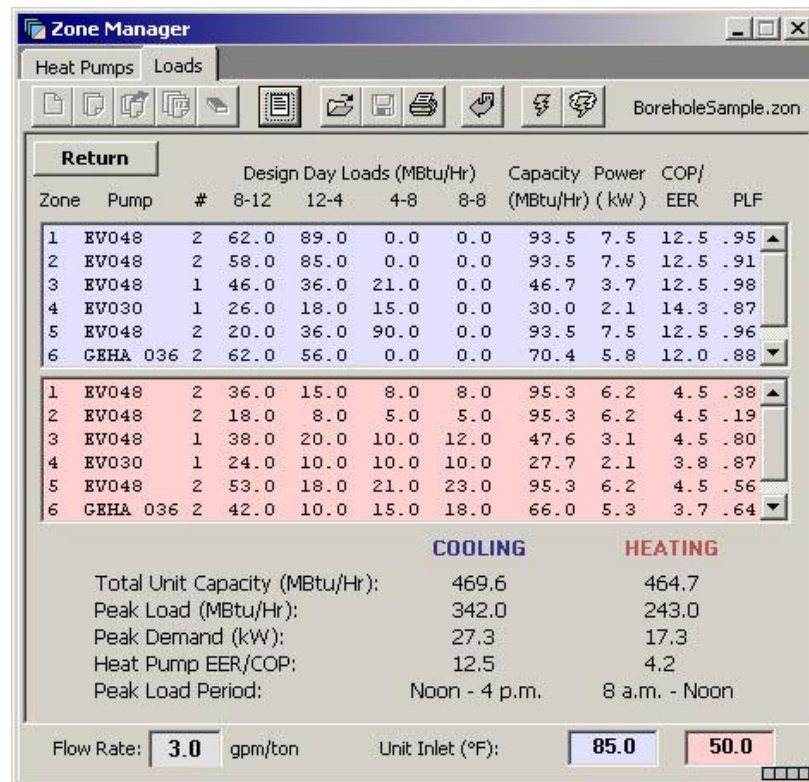 Zone Manager
Heat Pumps Loads
BoreholeSample.zon
Return
Design Day Loads (MBtu/Hr) Capacity Power COP/
Zone Pump # 8-12 12-4 4-8 8-8 (MBtu/Hr) ( kW ) EER PLF
1 EV048 2 62.0 89.0 0.0 0.0 93.5 7.5 12.5 .95
2 EV048 2 58.0 85.0 0.0 0.0 93.5 7.5 12.5 .91
3 EV048 1 46.0 36.0 21.0 0.0 46.7 3.7 12.5 .98
4 EV030 1 26.0 18.0 15.0 0.0 30.0 2.1 14.3 .87
5 EV048 2 20.0 36.0 90.0 0.0 93.5 7.5 12.5 .96
6 GEHA 036 2 62.0 56.0 0.0 0.0 70.4 5.8 12.0 .88
1 EV048 2 36.0 15.0 8.0 8.0 95.3 6.2 4.5 .38
2 EV048 2 18.0 8.0 5.0 5.0 95.3 6.2 4.5 .19
3 EV048 1 38.0 20.0 10.0 12.0 47.6 3.1 4.5 .80
4 EV030 1 24.0 10.0 10.0 10.0 27.7 2.1 3.8 .87
5 EV048 2 53.0 18.0 21.0 23.0 95.3 6.2 4.5 .56
6 GEHA 036 2 42.0 10.0 15.0 18.0 66.0 5.3 3.7 .64
COOLING HEATING
Total Unit Capacity (MBtu/Hr): 469.6 464.7
Peak Load (MBtu/Hr): 342.0 243.0
Peak Demand (kW): 27.3 17.3
Heat Pump EER/COP: 12.5 4.2
Peak Load Period: Noon - 4 p.m. 8 a.m. - Noon
Flow Rate: 3.0 gpm/ton Unit Inlet (°F): 85.0 50.0